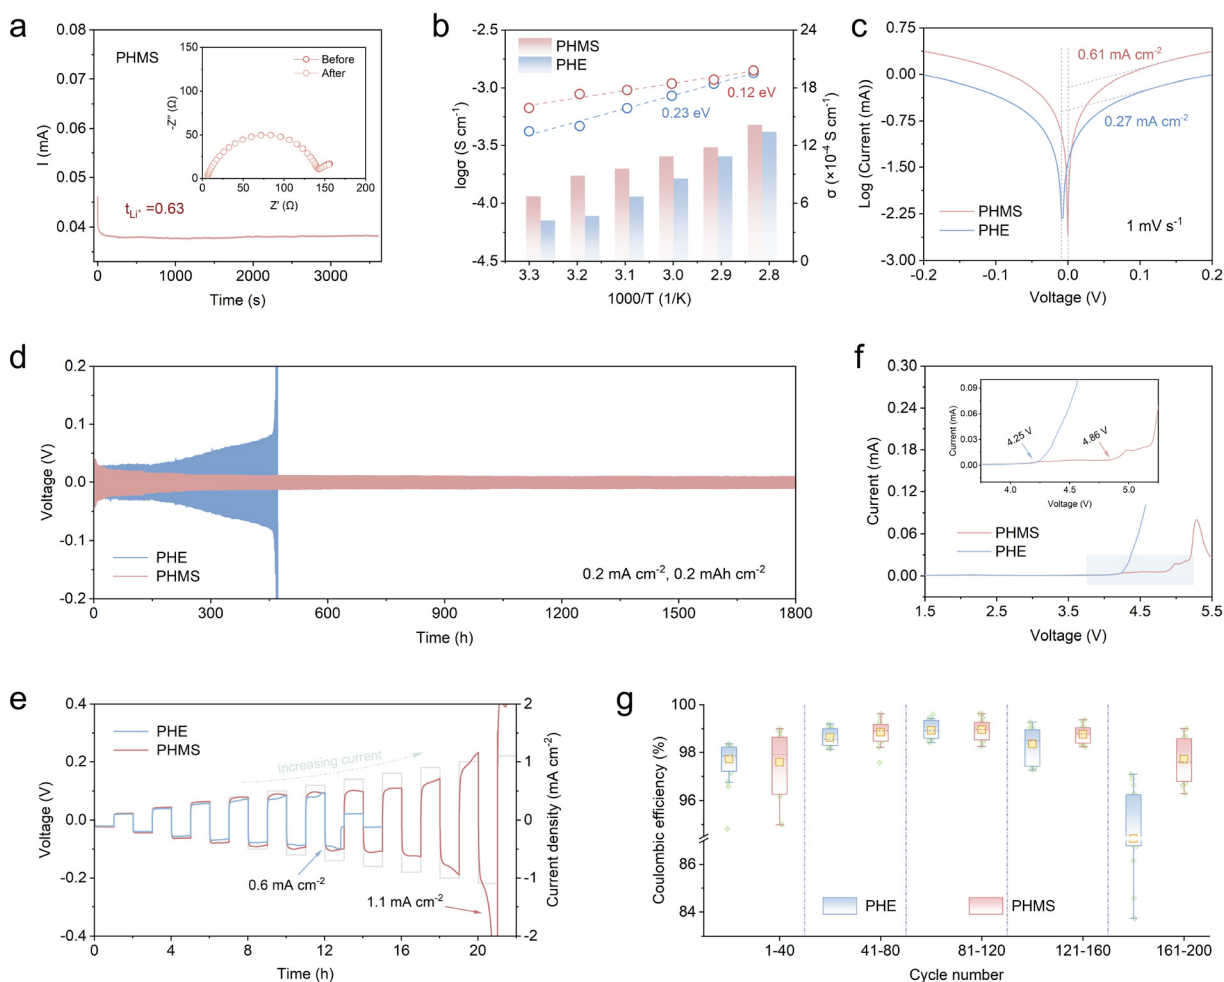 a
PHMS
I (mA)
0.08
0.07
0.06
0.05
0.04
0
1000
2000
3000
Time (s)
t_Li+ =0.63
-Z'' (Ω)
150
100
50
0
0
50
100
150
200
Z' (Ω)
Before
After
b
logσ (S cm⁻¹)
-2.5
-3.0
-3.5
-4.0
-4.5
PHMS
PHE
0.12 eV
0.23 eV
24
18
12
6
0
σ (×10⁻⁴ S cm⁻¹)
3.3
3.2
3.1
3.0
2.9
2.8
1000/T (1/K)
c
Log (Current (mA))
0.75
0.00
-0.75
-1.50
-2.25
-3.00
0.61 mA cm⁻²
0.27 mA cm⁻²
PHMS
PHE
1 mV s⁻¹
-0.2
-0.1
0.0
0.1
0.2
Voltage (V)
d
Voltage (V)
0.2
0.1
0.0
-0.1
-0.2
PHE
PHMS
0.2 mA cm⁻², 0.2 mAh cm⁻²
0
300
600
900
1200
1500
1800
Time (h)
f
Current (mA)
0.30
0.27
0.18
0.09
0.06
0.00
Current (mA)
0.09
0.06
0.03
0.00
4.25 V
4.86 V
4.0
4.5
5.0
Voltage (V)
PHMS
PHE
1.5
2.5
3.5
4.5
5.5
Voltage (V)
e
Voltage (V)
0.4
0.2
0.0
-0.2
-0.4
PHE
PHMS
Increasing current
0.6 mA cm⁻²
1.1 mA cm⁻²
2
1
0
-1
-2
Current density (mA cm⁻²)
0
4
8
12
16
20
Time (h)
g
Coulombic efficiency (%)
100
98
96
86
84
PHE
PHMS
1-40
41-80
81-120
121-160
161-200
Cycle number